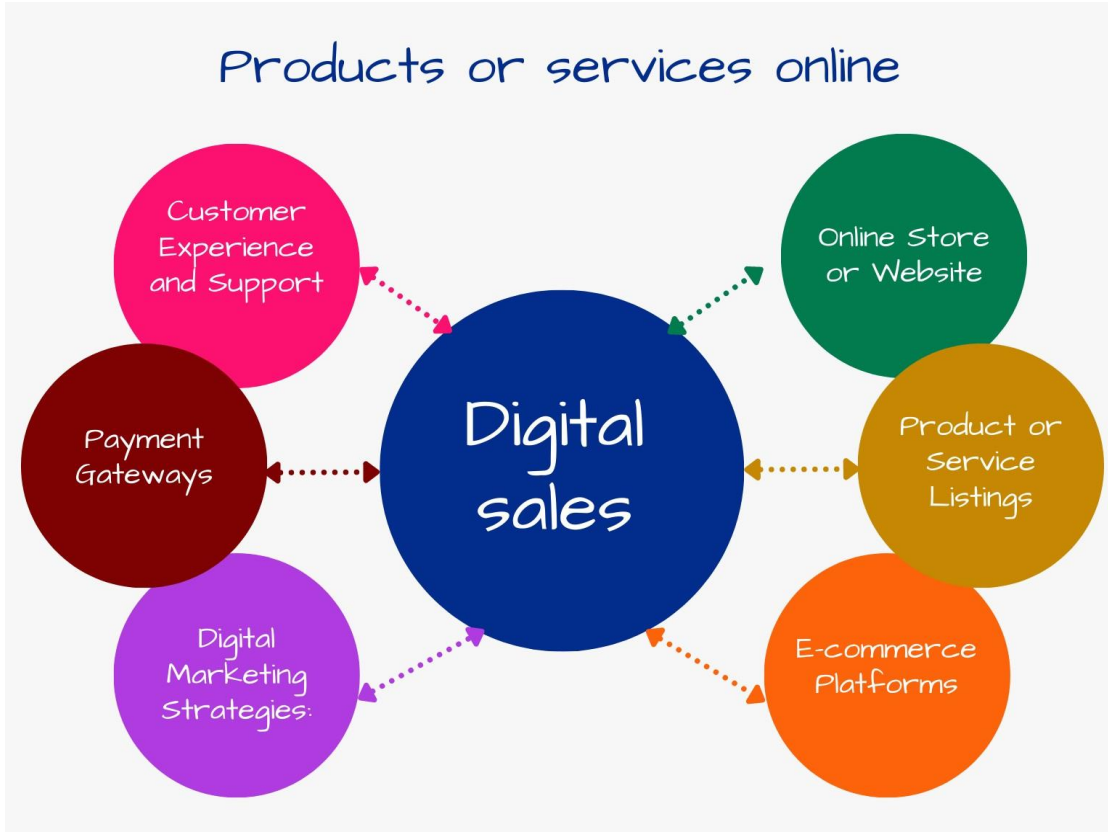 Products or services online
Customer
Experience
and Support
Online Store
or Website
Payment
Gateways
Digital
sales
Product or
Service
Listings
Digital
Marketing
Strategies:
E-commerce
Platforms